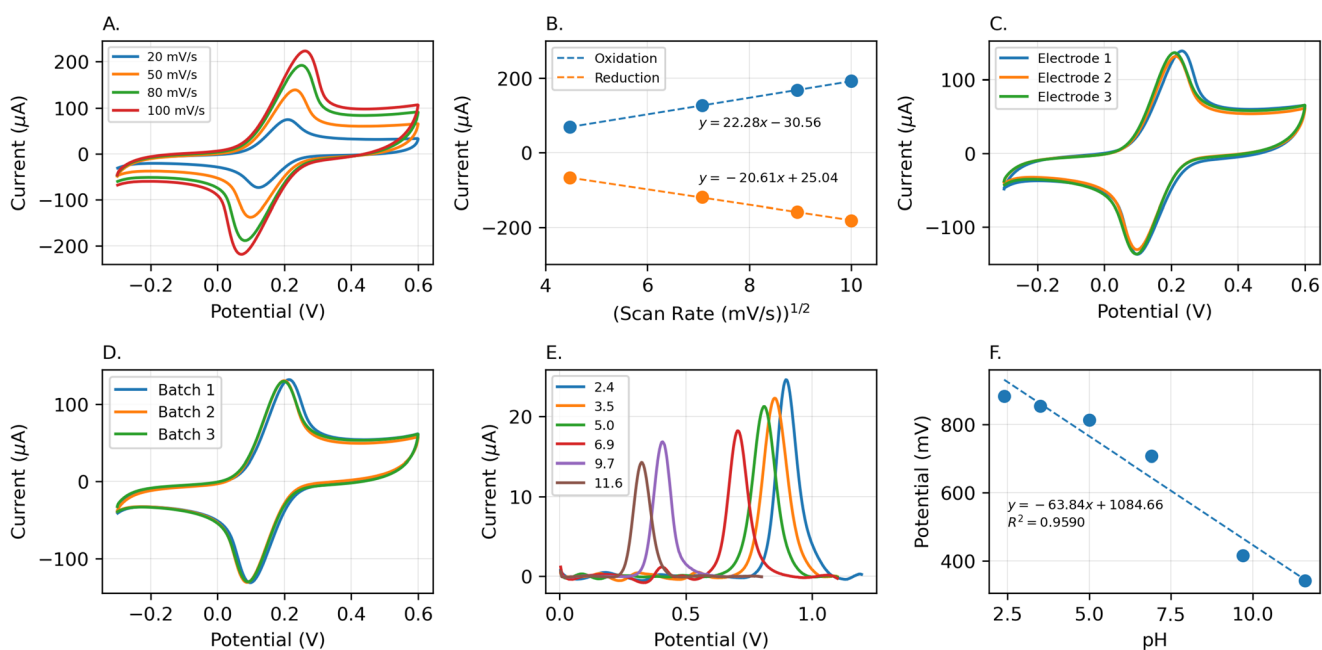 A.
Current (μA)
200
100
0
−100
−200
20 mV/s
50 mV/s
80 mV/s
100 mV/s
−0.2
0.0
0.2
0.4
0.6
Potential (V)
B.
Current (μA)
200
0
−200
Oxidation
Reduction
y = 22.28x − 30.56
y = −20.61x + 25.04
4
6
8
10
(Scan Rate (mV/s))^{1/2}
C.
Current (μA)
100
0
−100
Electrode 1
Electrode 2
Electrode 3
−0.2
0.0
0.2
0.4
0.6
Potential (V)
D.
Current (μA)
100
0
−100
Batch 1
Batch 2
Batch 3
−0.2
0.0
0.2
0.4
0.6
Potential (V)
E.
Current (μA)
20
10
0
2.4
3.5
5.0
6.9
9.7
11.6
0.0
0.5
1.0
Potential (V)
F.
Potential (mV)
800
600
400
y = −63.84x + 1084.66
R² = 0.9590
2.5
5.0
7.5
10.0
pH